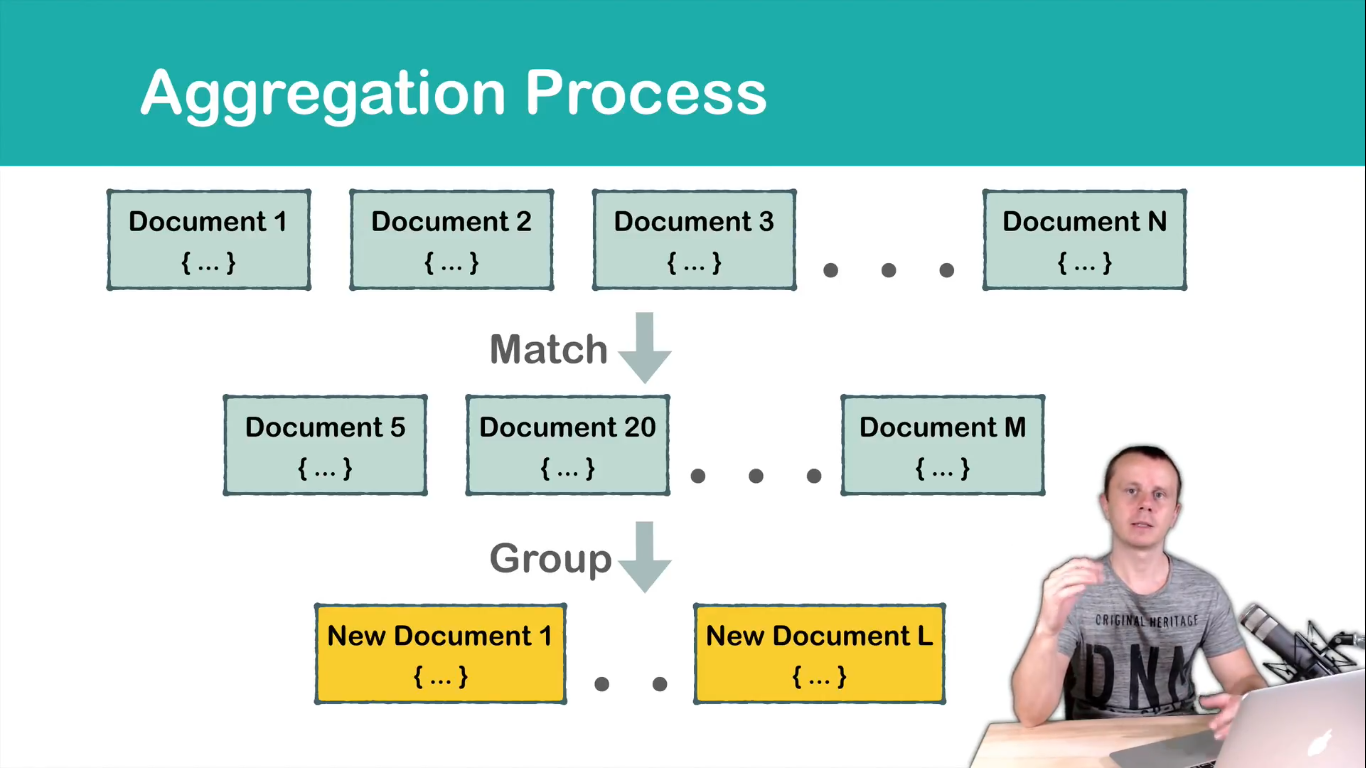 Aggregation Process
Document 1
{ ... }
Document 2
{ ... }
Document 3
{ ... }
Document N
{ ... }
Match
Document 5
{ ... }
Document 20
{ ... }
Document M
{ ... }
Group
New Document 1
{ ... }
New Document L
{ ... }
ORIGINAL HERITAGE
DNM